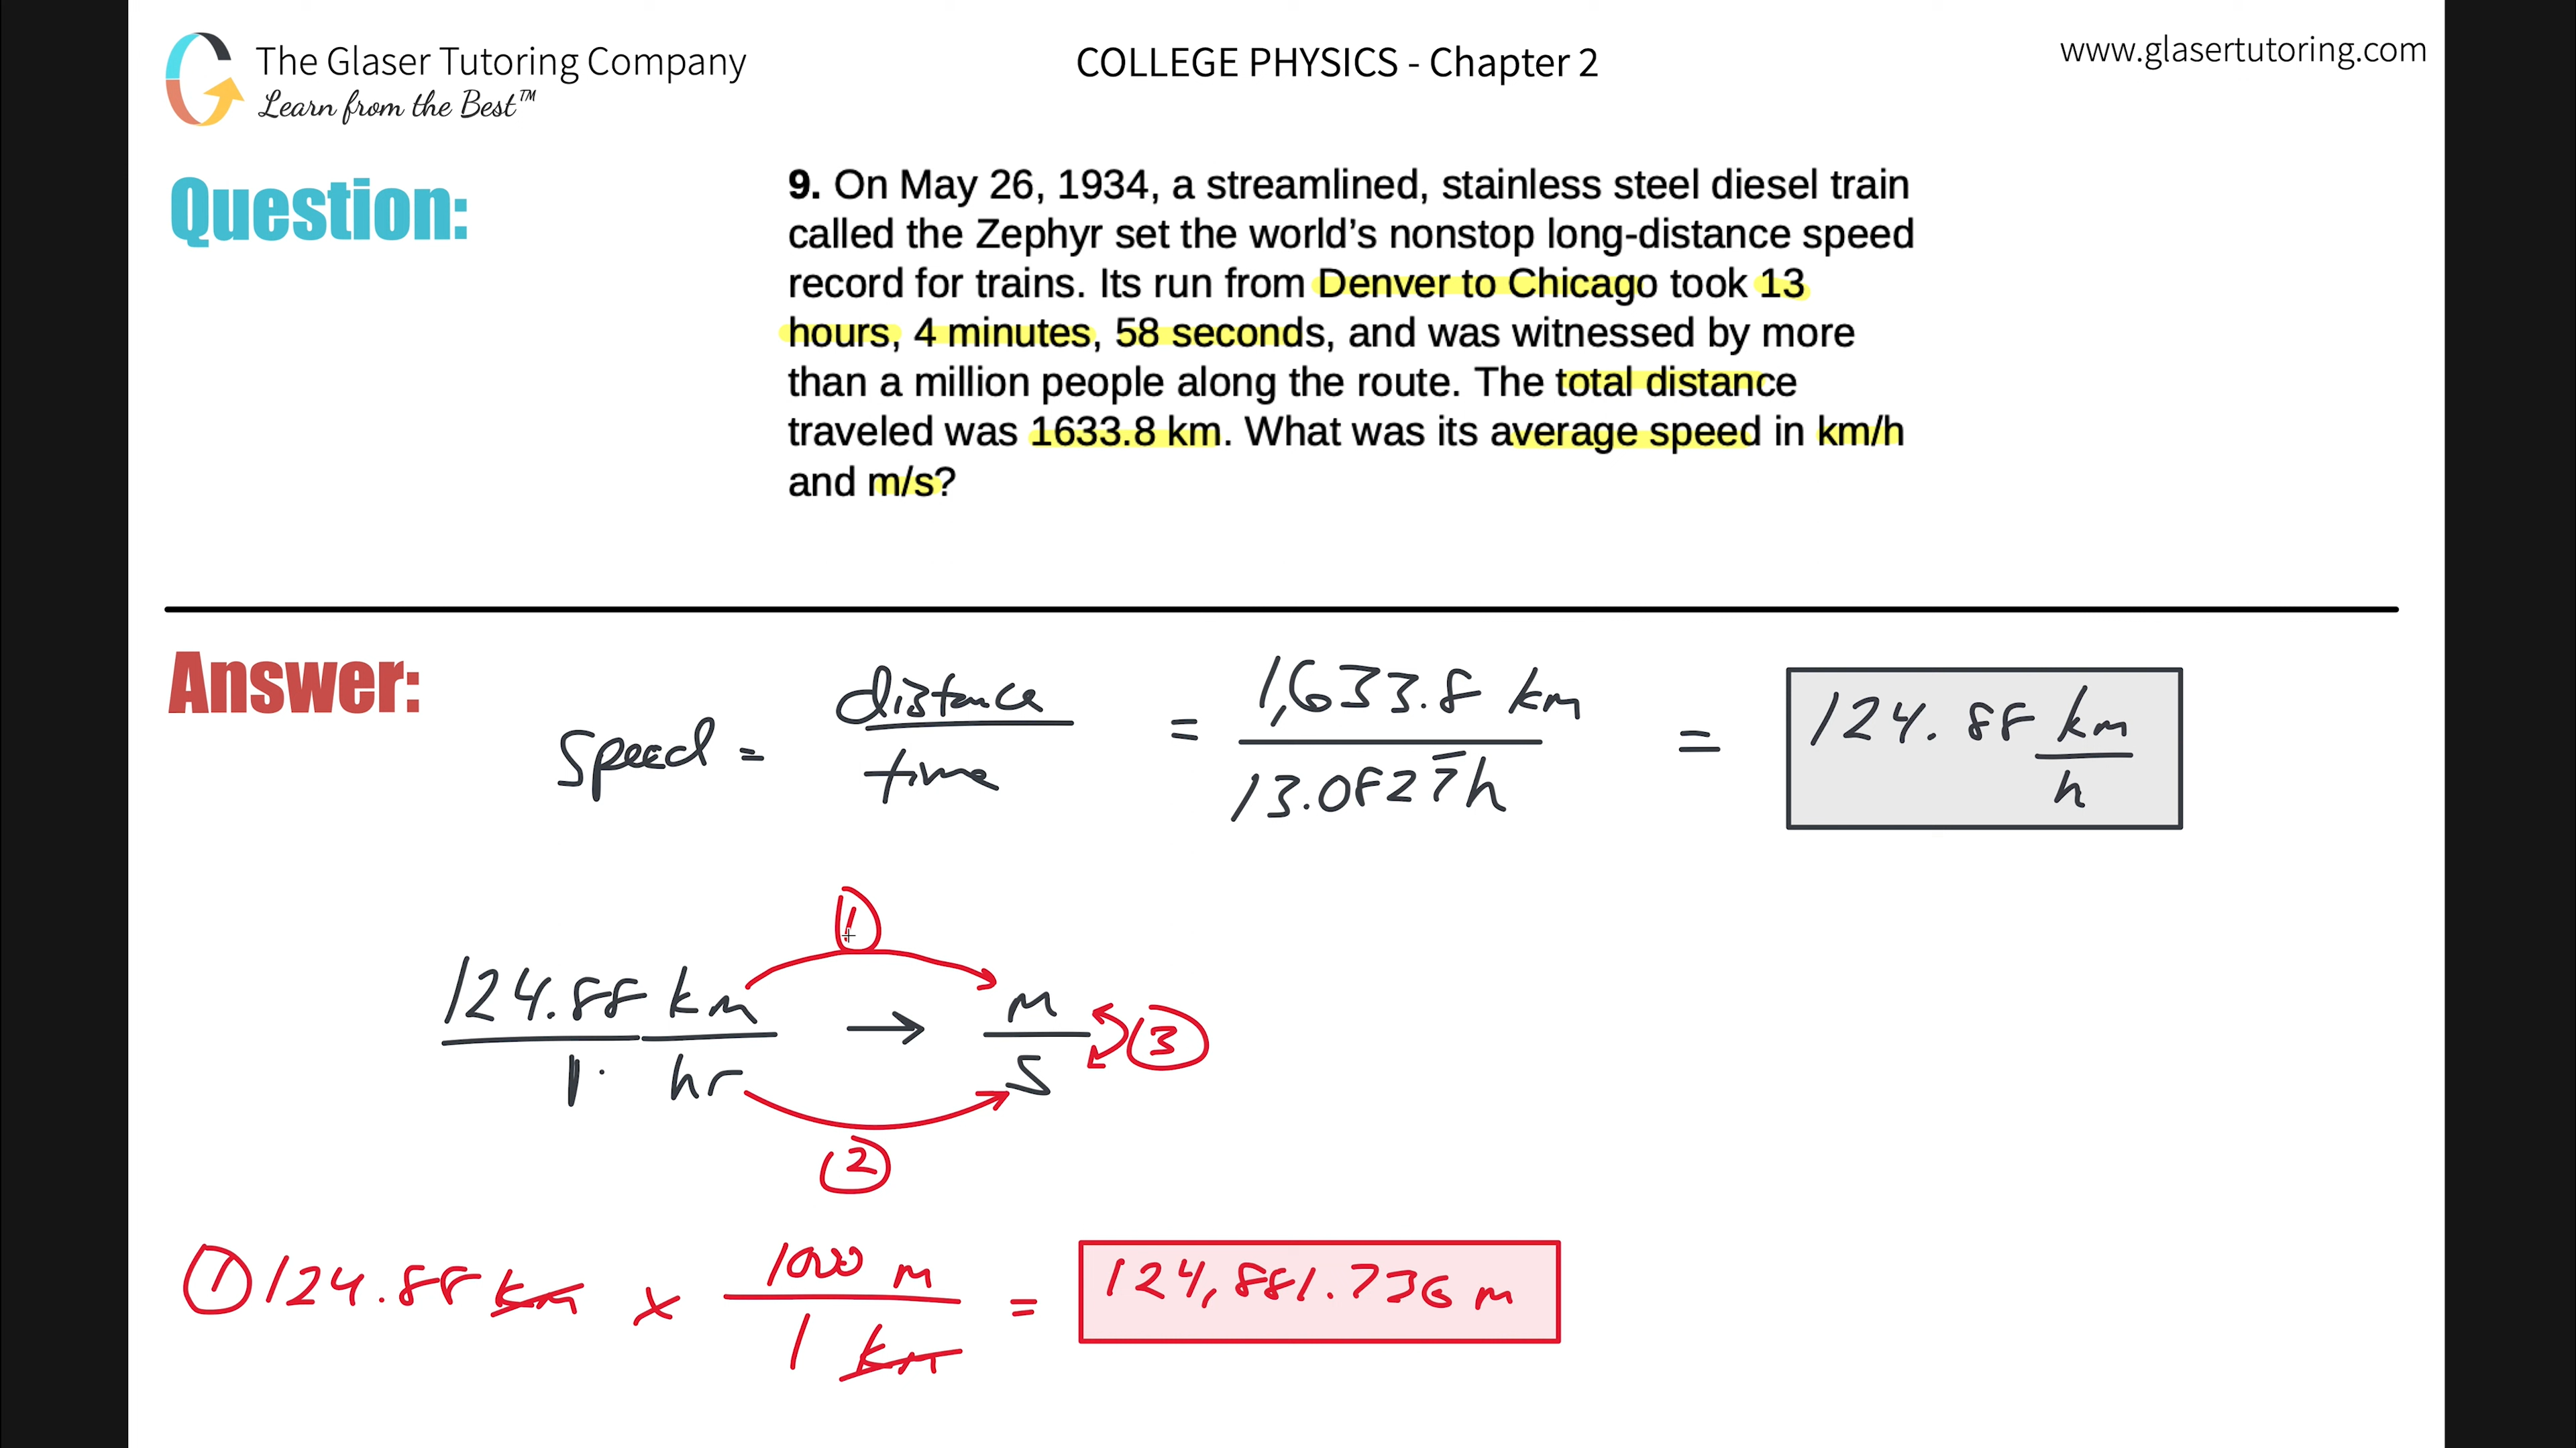 The Glaser Tutoring Company
Learn from the Best™
COLLEGE PHYSICS - Chapter 2
www.glasertutoring.com
Question:
9. On May 26, 1934, a streamlined, stainless steel diesel train
called the Zephyr set the world's nonstop long-distance speed
record for trains. Its run from Denver to Chicago took 13
hours, 4 minutes, 58 seconds, and was witnessed by more
than a million people along the route. The total distance
traveled was 1633.8 km. What was its average speed in km/h
and m/s?
Answer:
speed = distance / time = 1,633.8 km / 13.0827̄ h = 124.88 km / h
①
124.88 km / 1 hr → m / s ③
②
① 124.88 km x 1000 m / 1 km = 124,881.736 m